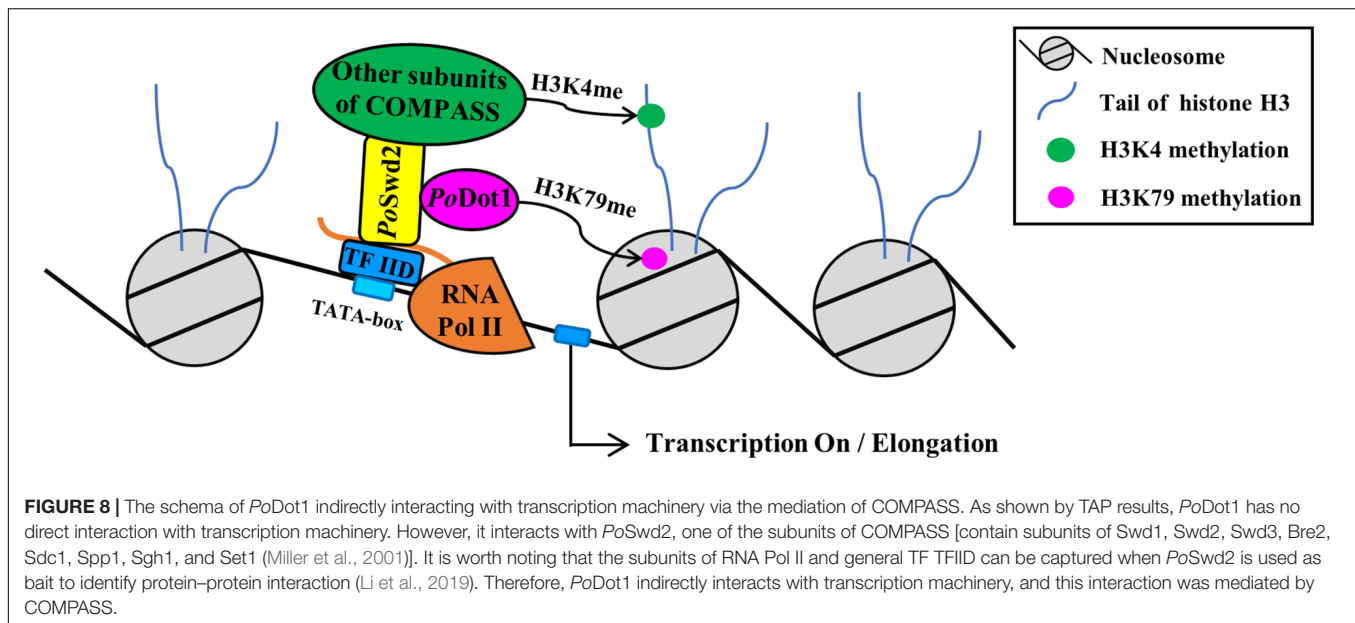 Other subunits
of COMPASS
H3K4me
PoSwd2
PoDot1
H3K79me
TF IID
TATA-box
RNA
Pol II
Transcription On / Elongation
Nucleosome
Tail of histone H3
H3K4 methylation
H3K79 methylation
FIGURE 8 | The schema of PoDot1 indirectly interacting with transcription machinery via the mediation of COMPASS. As shown by TAP results, PoDot1 has no
direct interaction with transcription machinery. However, it interacts with PoSwd2, one of the subunits of COMPASS [contain subunits of Swd1, Swd2, Swd3, Bre2,
Sdc1, Spp1, Sgh1, and Set1 (Miller et al., 2001)]. It is worth noting that the subunits of RNA Pol II and general TF TFIID can be captured when PoSwd2 is used as
bait to identify protein–protein interaction (Li et al., 2019). Therefore, PoDot1 indirectly interacts with transcription machinery, and this interaction was mediated by
COMPASS.